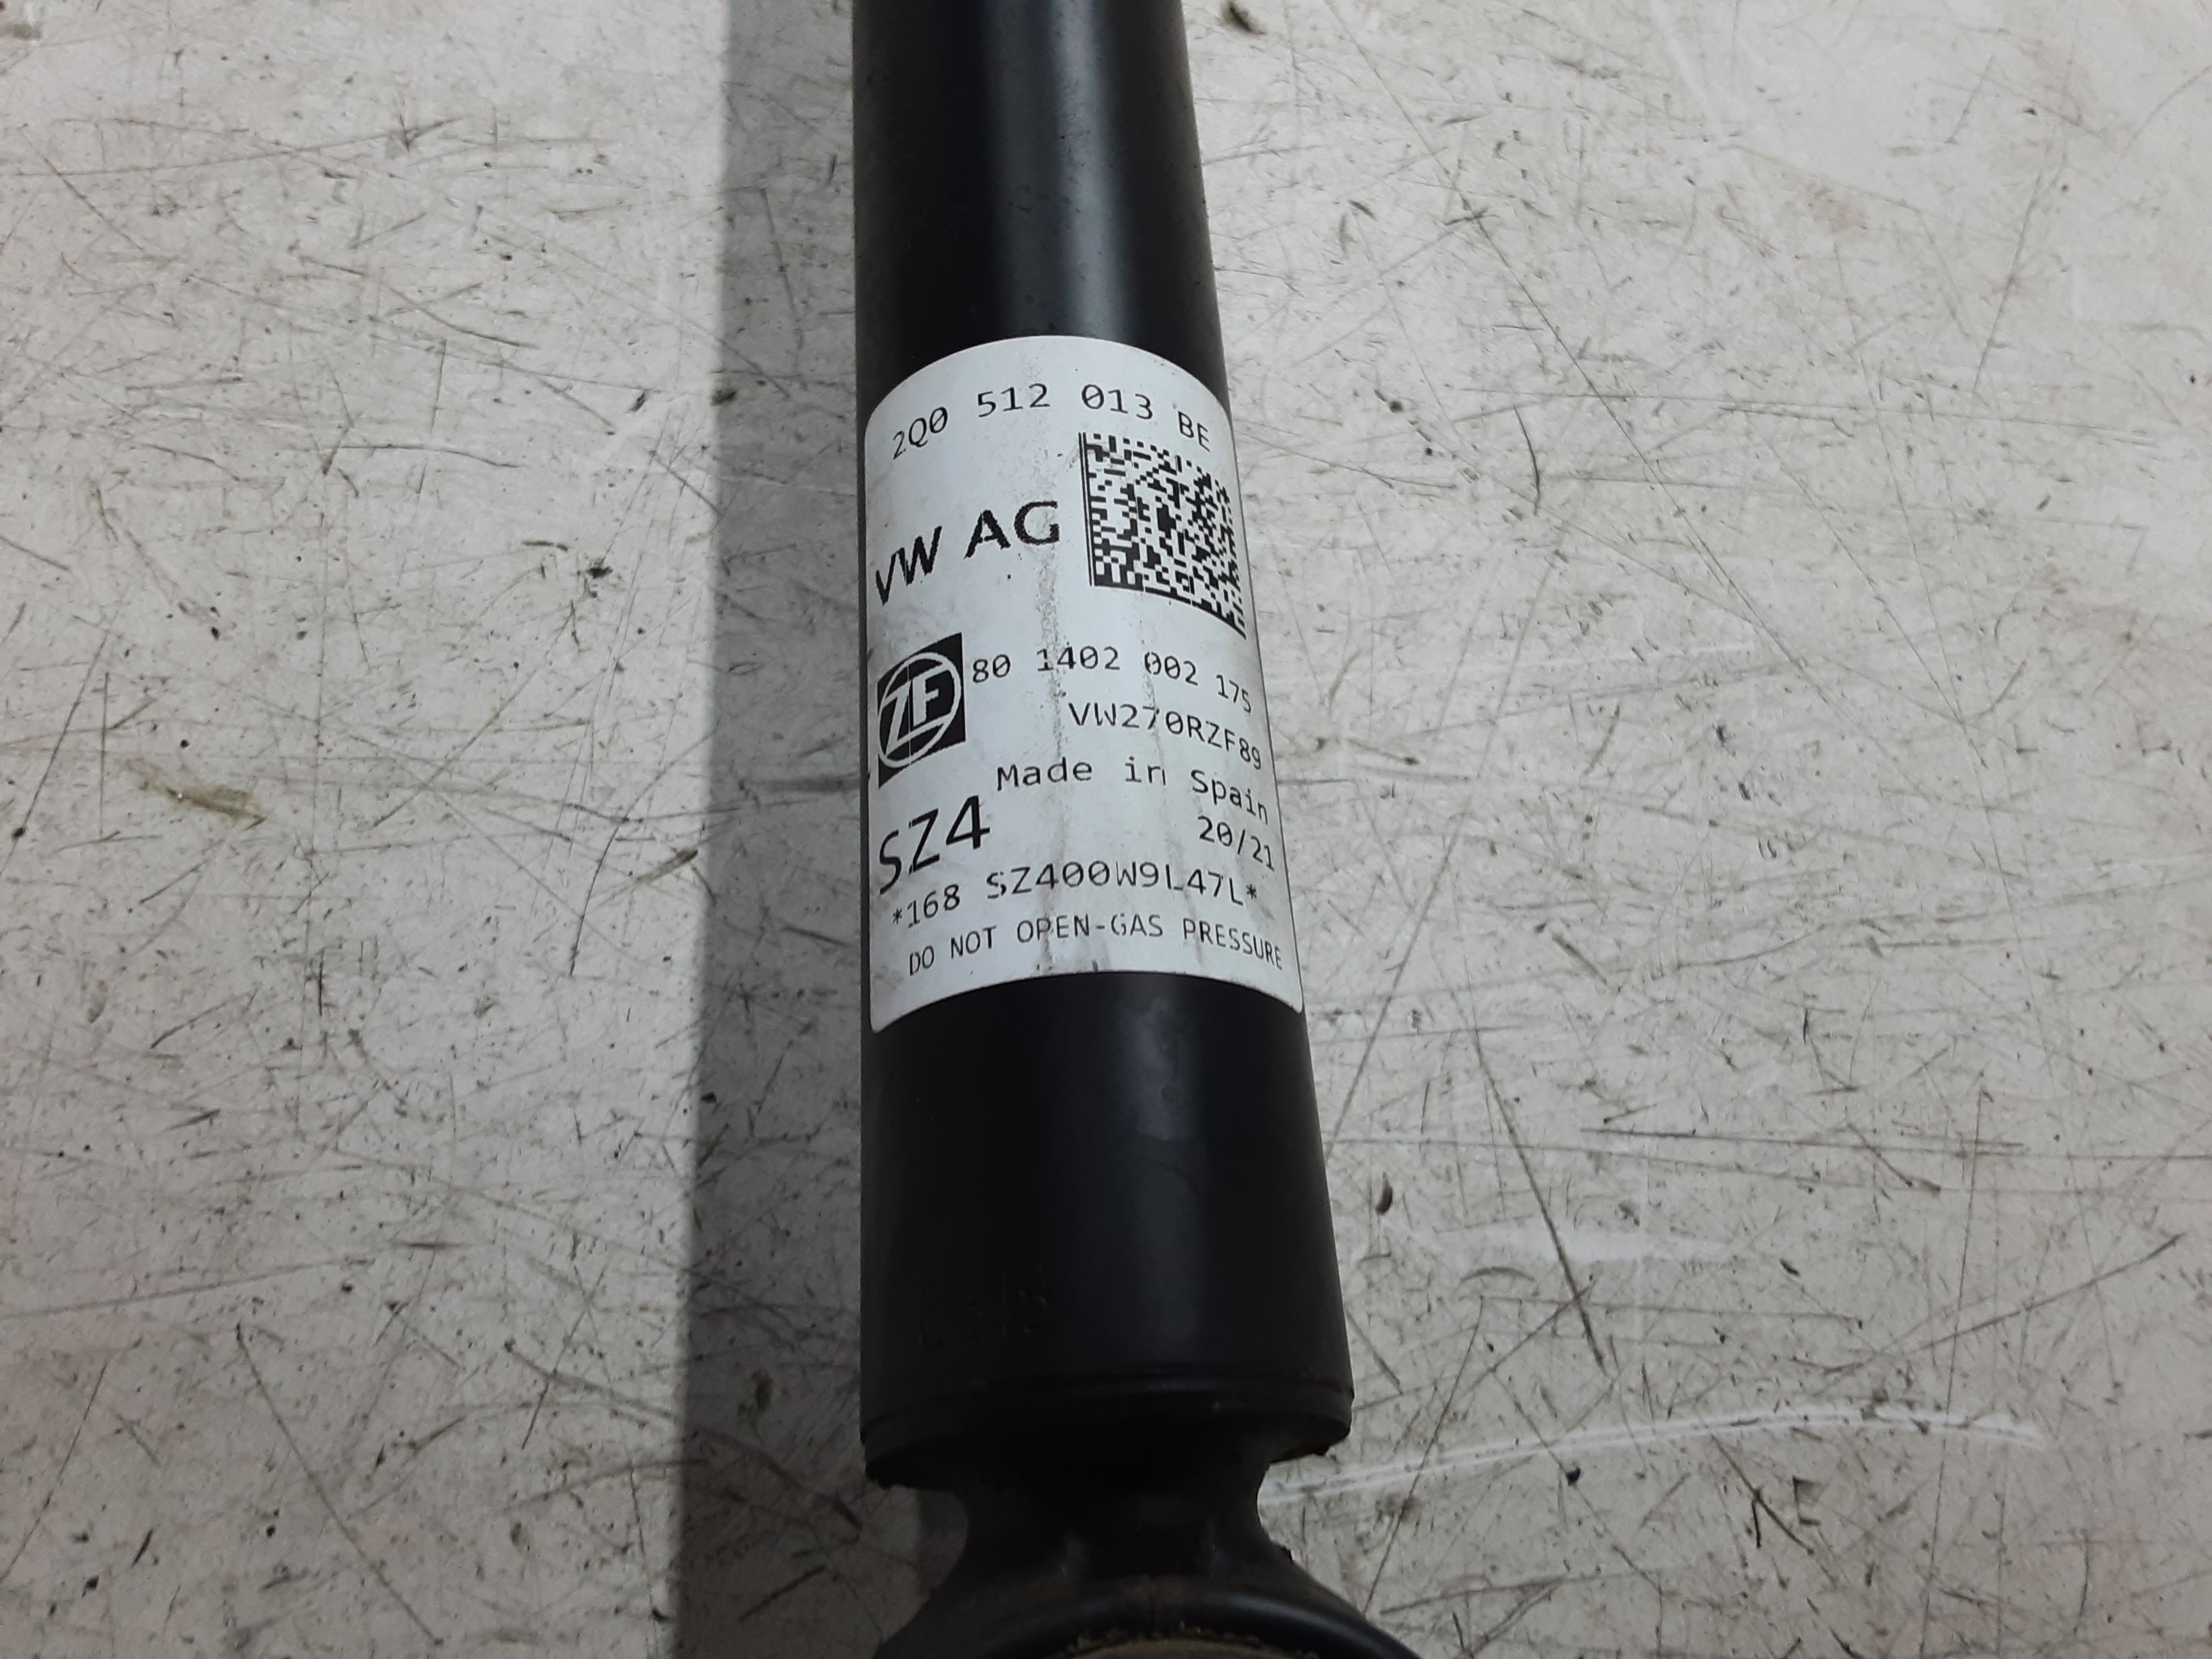 2Q0 512 013 BE
VW AG
ZF
80 1402 002 175
VW270RZF89
Made in Spain
SZ4
20/21
*168 SZ400W9L47L*
DO NOT OPEN-GAS PRESSURE